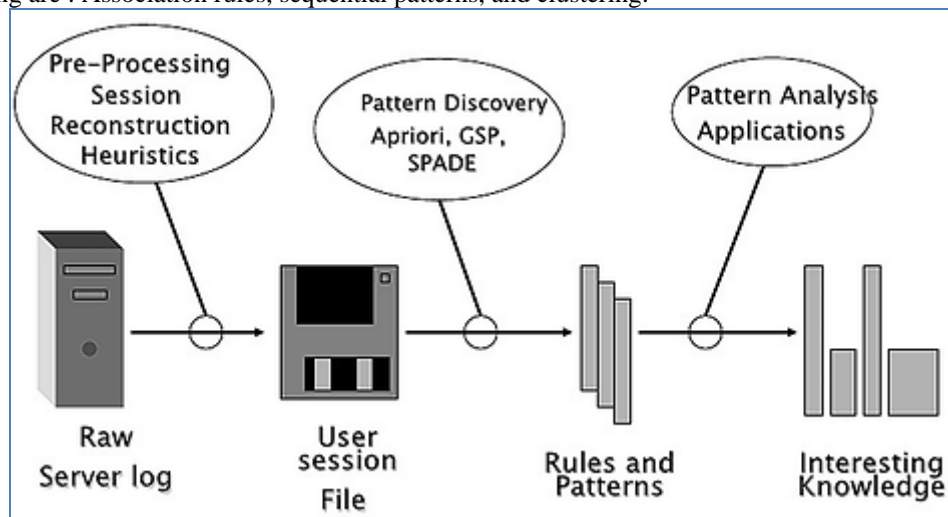 ng are : Association rules, sequential patterns, and clustering.
Pre-Processing
Session
Reconstruction
Heuristics
Pattern Discovery
Apriori, GSP,
SPADE
Pattern Analysis
Applications
Raw
Server log
User
session
File
Rules and
Patterns
Interesting
Knowledge